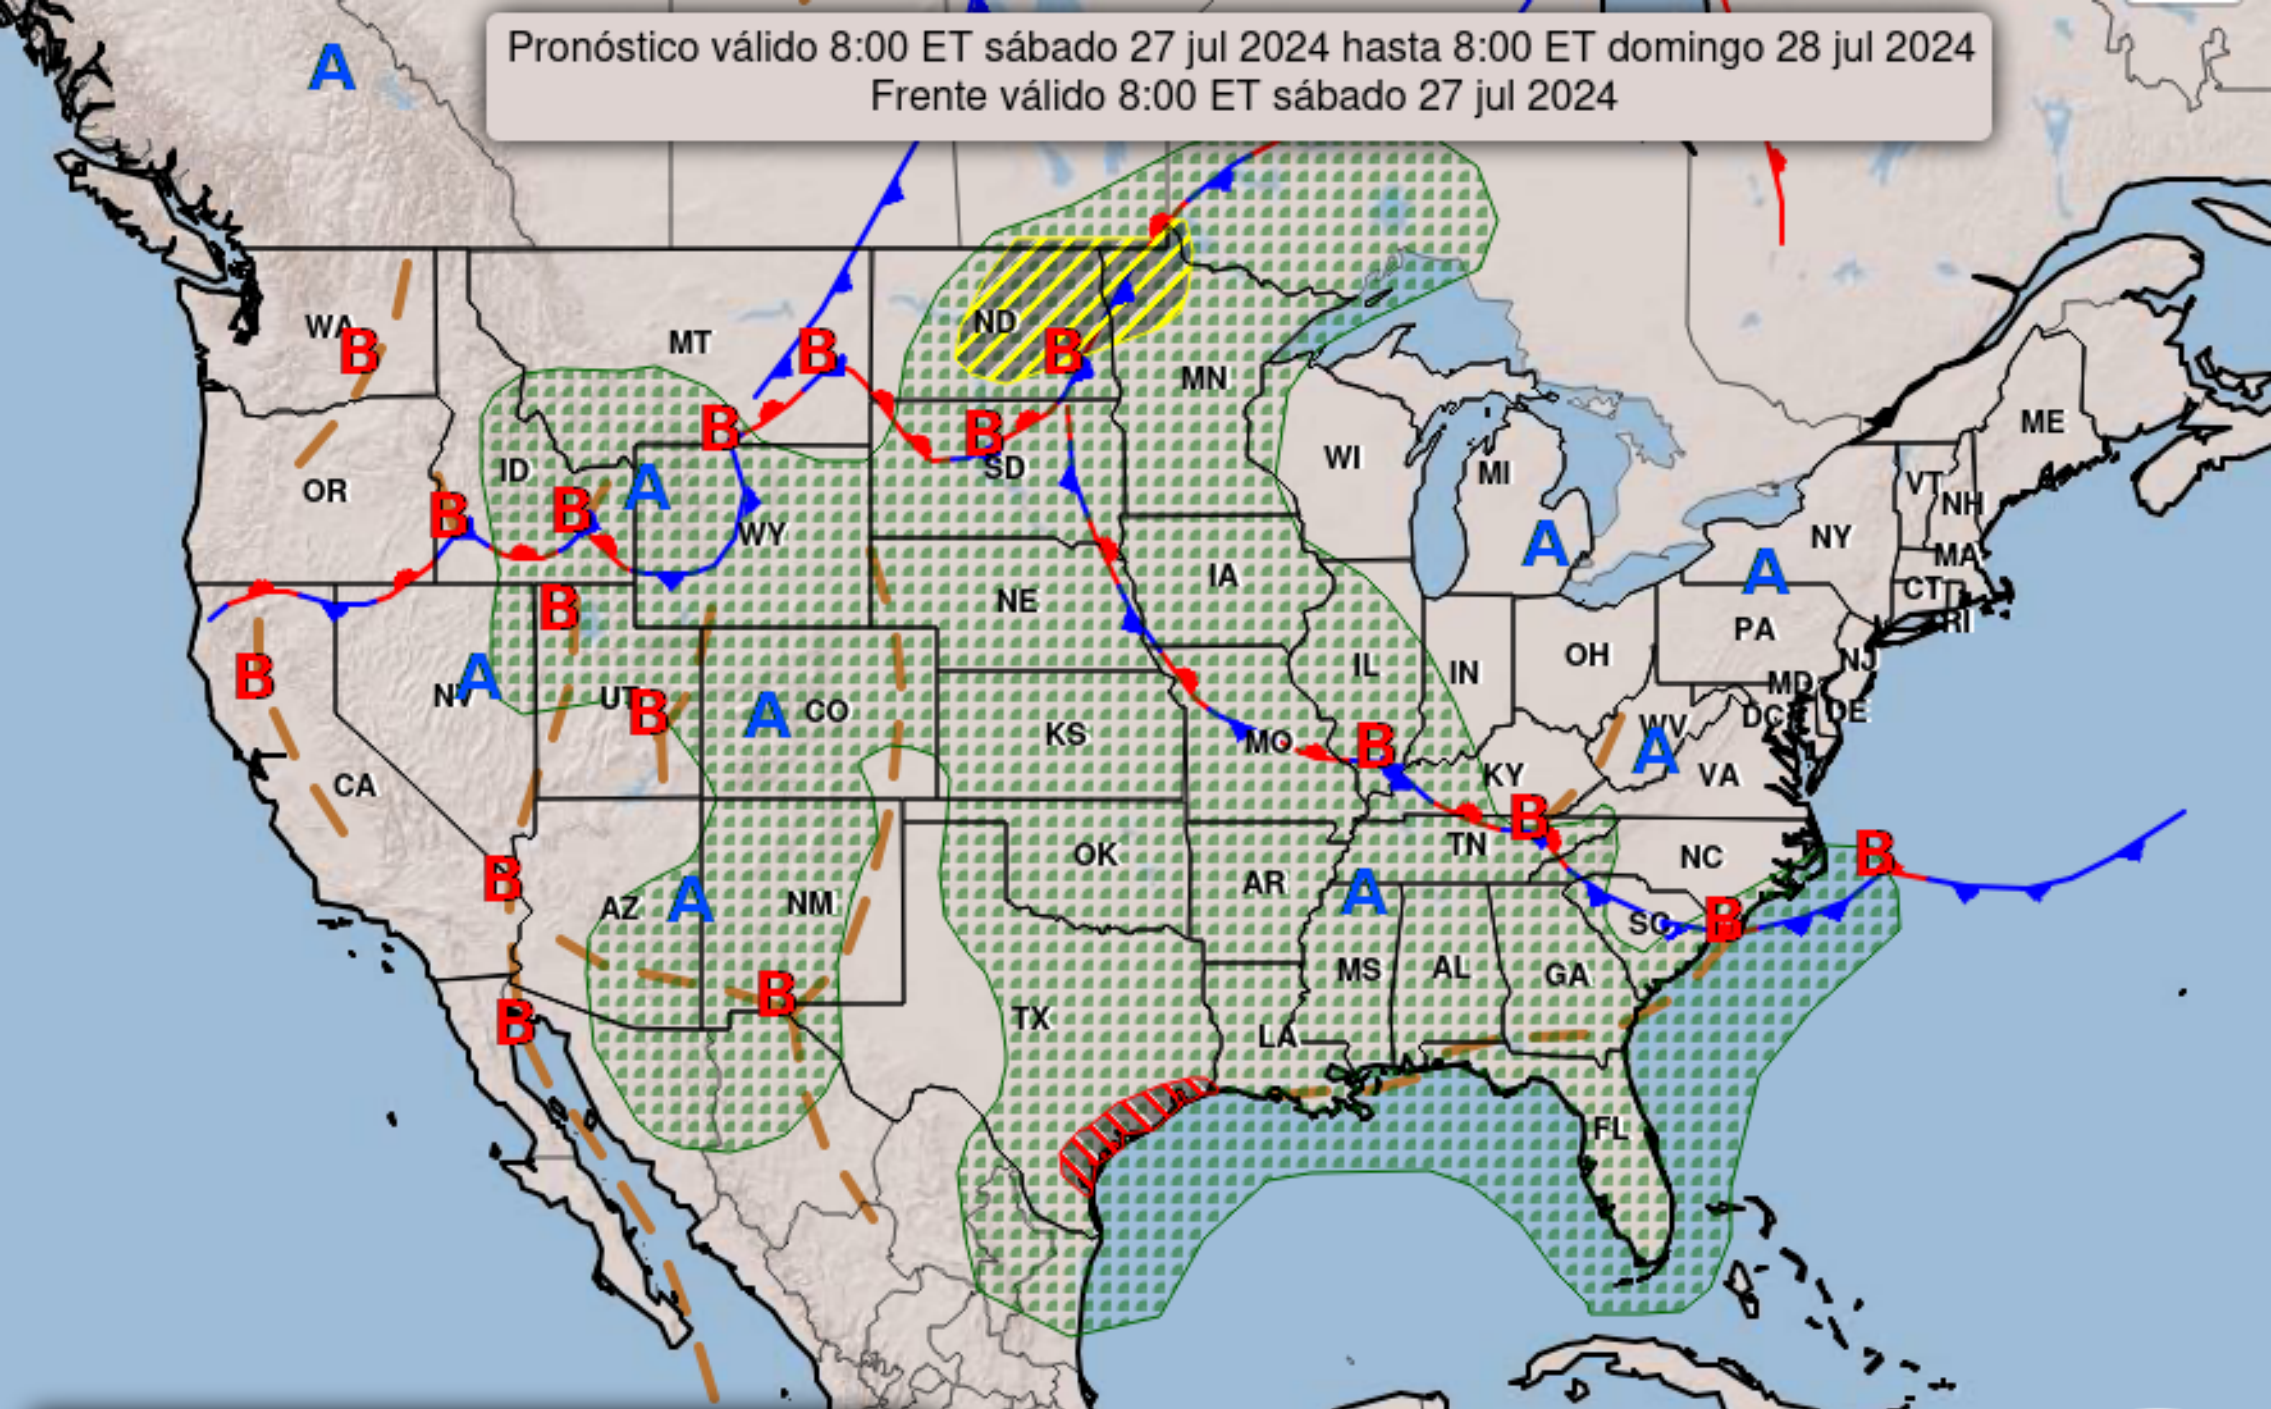 Pronóstico válido 8:00 ET sábado 27 jul 2024 hasta 8:00 ET domingo 28 jul 2024
Frente válido 8:00 ET sábado 27 jul 2024
A
WA
B
MT
B
ND
B
MN
OR
ID
B
B
SD
WI
MI
ME
VT
NH
B
B
A
WY
NY
MA
A
A
IA
CT
RI
B
NE
B
A
NV
UT
B
A
CO
KS
MO
B
IL
IN
OH
PA
NJ
MD
DC
DE
WV
A
VA
CA
KY
B
TN
NC
B
B
AZ
A
NM
OK
AR
A
SC
B
B
B
TX
LA
MS
AL
GA
FL